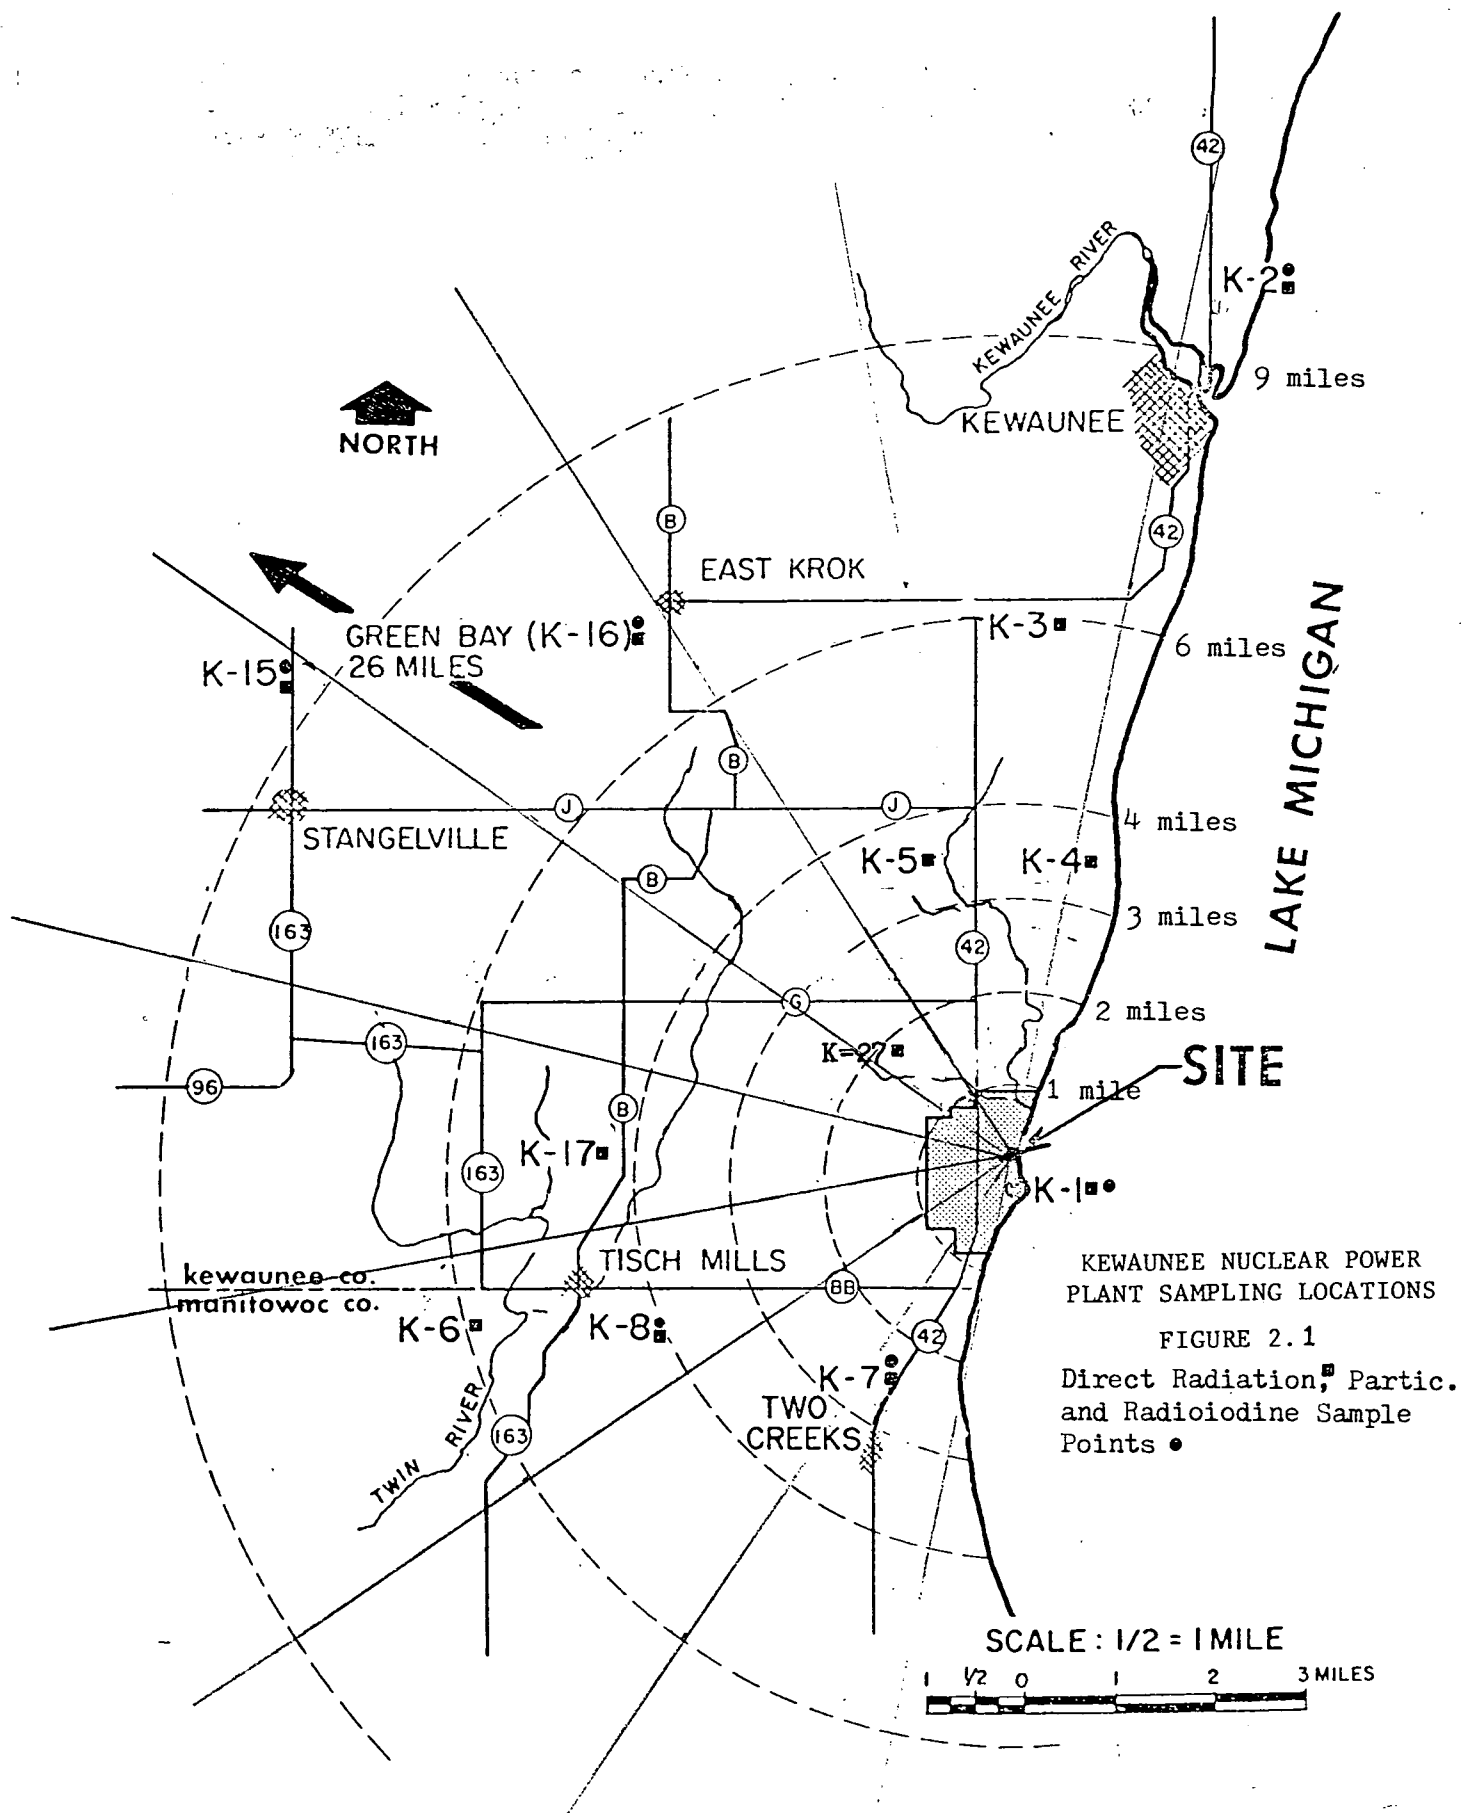 42
KEWAUNEE RIVER
K-2
9 miles
KEWAUNEE
NORTH
B
42
EAST KROK
GREEN BAY (K-16)
26 MILES
K-3
6 miles
K-15
LAKE MICHIGAN
B
J
J
4 miles
STANGELVILLE
K-5
K-4
B
3 miles
163
42
G
2 miles
163
K=27
SITE
96
1 mile
B
K-17
163
K-1
TISCH MILLS
KEWAUNEE NUCLEAR POWER
PLANT SAMPLING LOCATIONS
kewaunee co.
manitowoc co.
BB
K-6
K-8
42
FIGURE 2.1
K-7
Direct Radiation, Partic.
and Radioiodine Sample
Points
TWO
CREEKS
163
TWIN RIVER
SCALE: 1/2 = 1 MILE
1 1/2 0 1 2 3 MILES